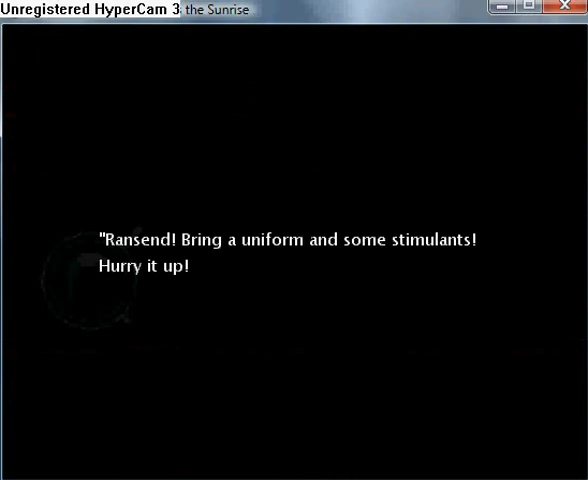 Unregistered HyperCam 3 the Sunrise
"Ransend! Bring a uniform and some stimulants!
Hurry it up!